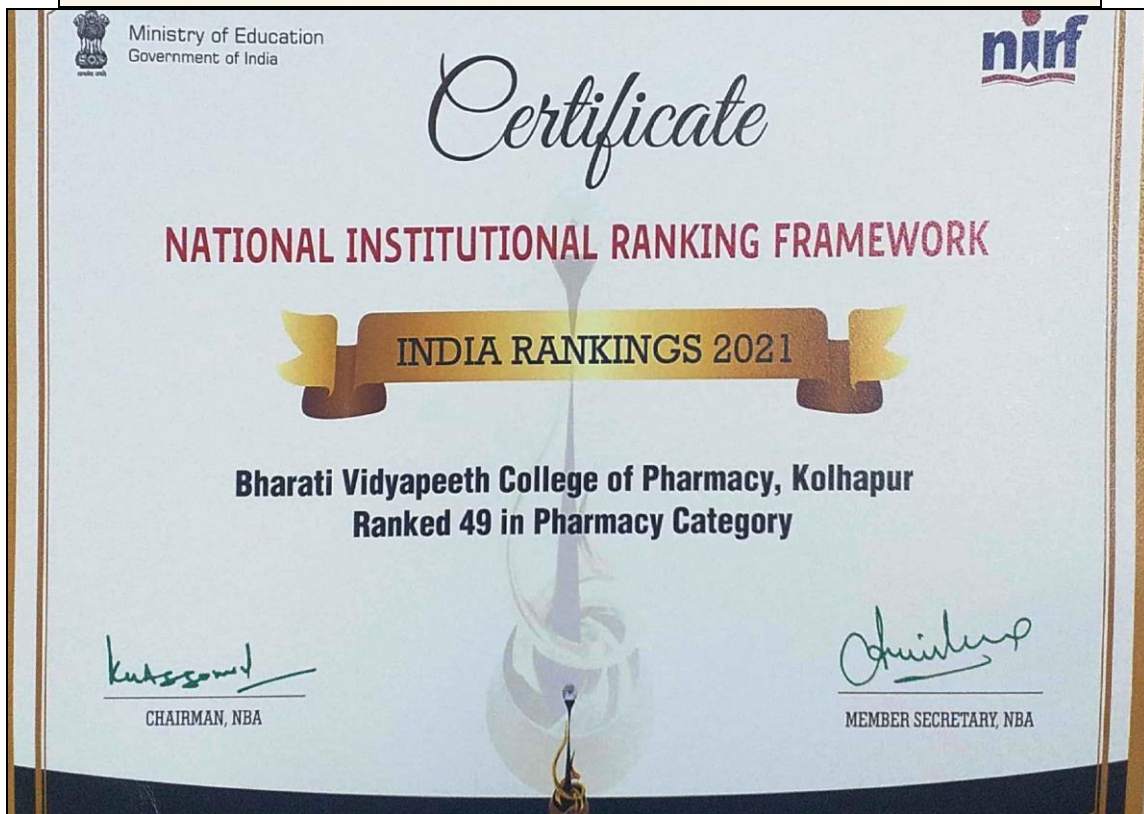 Ministry of Education
Government of India
nirf
Certificate
NATIONAL INSTITUTIONAL RANKING FRAMEWORK
INDIA RANKINGS 2021
Bharati Vidyapeeth College of Pharmacy, Kolhapur
Ranked 49 in Pharmacy Category
CHAIRMAN, NBA
MEMBER SECRETARY, NBA